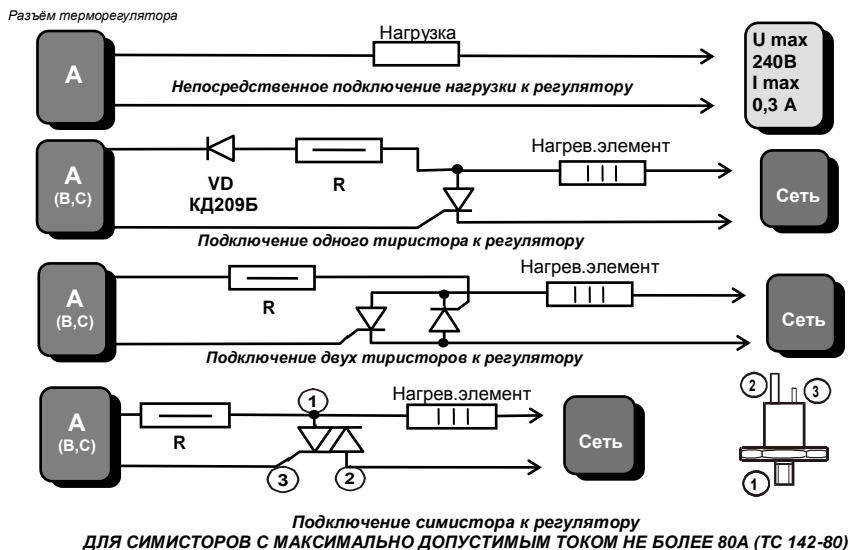 Разъём терморегулятора
Нагрузка
A
U max
240В
I max
0,3 А
Непосредственное подключение нагрузки к регулятору
A
(B,C)
VD
КД209Б
R
Нагрев.элемент
Сеть
Подключение одного тиристора к регулятору
A
(B,C)
R
Нагрев.элемент
Сеть
Подключение двух тиристоров к регулятору
A
(B,C)
R
1
3
2
Нагрев.элемент
Сеть
2
3
1
Подключение симистора к регулятору
ДЛЯ СИМИСТОРОВ С МАКСИМАЛЬНО ДОПУСТИМЫМ ТОКОМ НЕ БОЛЕЕ 80А (ТС 142-80)